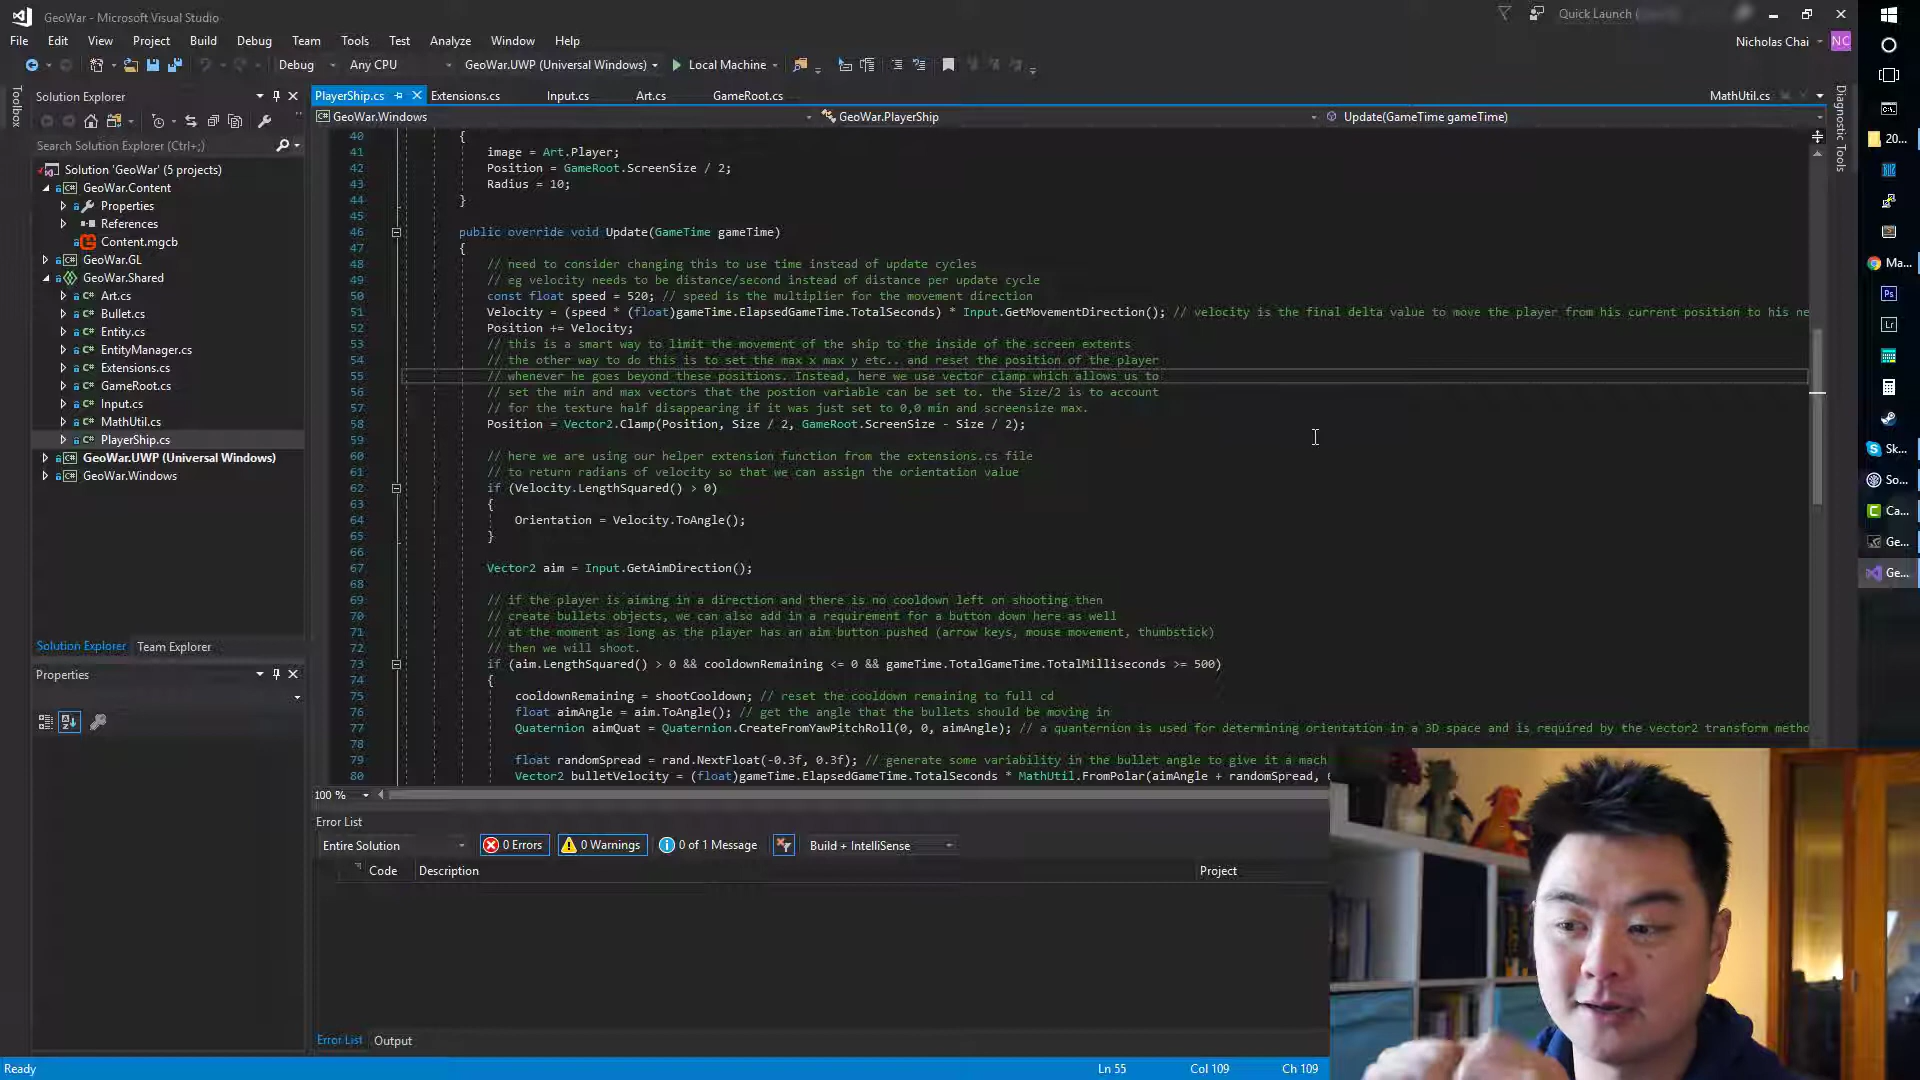 GeoWar - Microsoft Visual Studio
Quick Launch (
File Edit View Project Build Debug Team Tools Test Analyze Window Help
Nicholas Chai NC
Debug Any CPU GeoWar.UWP (Universal Windows) Local Machine
Toolbox
Solution Explorer
Search Solution Explorer (Ctrl+;)
Solution 'GeoWar' (5 projects)
GeoWar.Content
Properties
References
Content.mgcb
GeoWar.GL
GeoWar.Shared
C# Art.cs
C# Bullet.cs
C# Entity.cs
C# EntityManager.cs
C# Extensions.cs
C# GameRoot.cs
C# Input.cs
C# MathUtil.cs
C# PlayerShip.cs
GeoWar.UWP (Universal Windows)
GeoWar.Windows
Solution Explorer Team Explorer
Properties
PlayerShip.cs Extensions.cs Input.cs Art.cs GameRoot.cs MathUtil.cs
GeoWar.Windows GeoWar.PlayerShip Update(GameTime gameTime)
40 {
41 image = Art.Player;
42 Position = GameRoot.ScreenSize / 2;
43 Radius = 10;
44 }
45
46 public override void Update(GameTime gameTime)
47 {
48 // need to consider changing this to use time instead of update cycles
49 // eg velocity needs to be distance/second instead of distance per update cycle
50 const float speed = 520; // speed is the multiplier for the movement direction
51 Velocity = (speed * (float)gameTime.ElapsedGameTime.TotalSeconds) * Input.GetMovementDirection(); // velocity is the final delta value to move the player from his current position to his ne
52 Position += Velocity;
53 // this is a smart way to limit the movement of the ship to the inside of the screen extents
54 // the other way to do this is to set the max x max y etc.. and reset the position of the player
55 // whenever he goes beyond these positions. Instead, here we use vector clamp which allows us to
56 // set the min and max vectors that the postion variable can be set to. the Size/2 is to account
57 // for the texture half disappearing if it was just set to 0,0 min and screensize max.
58 Position = Vector2.Clamp(Position, Size / 2, GameRoot.ScreenSize - Size / 2);
59
60 // here we are using our helper extension function from the extensions.cs file
61 // to return radians of velocity so that we can assign the orientation value
62 if (Velocity.LengthSquared() > 0)
63 {
64 Orientation = Velocity.ToAngle();
65 }
66
67 Vector2 aim = Input.GetAimDirection();
68
69 // if the player is aiming in a direction and there is no cooldown left on shooting then
70 // create bullets objects, we can also add in a requirement for a button down here as well
71 // at the moment as long as the player has an aim button pushed (arrow keys, mouse movement, thumbstick)
72 // then we will shoot.
73 if (aim.LengthSquared() > 0 && cooldownRemaining <= 0 && gameTime.TotalGameTime.TotalMilliseconds >= 500)
74 {
75 cooldownRemaining = shootCooldown; // reset the cooldown remaining to full cd
76 float aimAngle = aim.ToAngle(); // get the angle that the bullets should be moving in
77 Quaternion aimQuat = Quaternion.CreateFromYawPitchRoll(0, 0, aimAngle); // a quanternion is used for determining orientation in a 3D space and is required by the vector2 transform metho
78
79 float randomSpread = rand.NextFloat(-0.3f, 0.3f); // generate some variability in the bullet angle to give it a mach
80 Vector2 bulletVelocity = (float)gameTime.ElapsedGameTime.TotalSeconds * MathUtil.FromPolar(aimAngle + randomSpread,
100 %
Error List
Entire Solution 0 Errors 0 Warnings 0 of 1 Message Build + IntelliSense
Code Description Project
Error List Output
Ready Ln 55 Col 109 Ch 109
Diagnostic Tools
20...
Ma...
Ps
Lr
Sk...
So...
Ca...
Ge...
Ge...